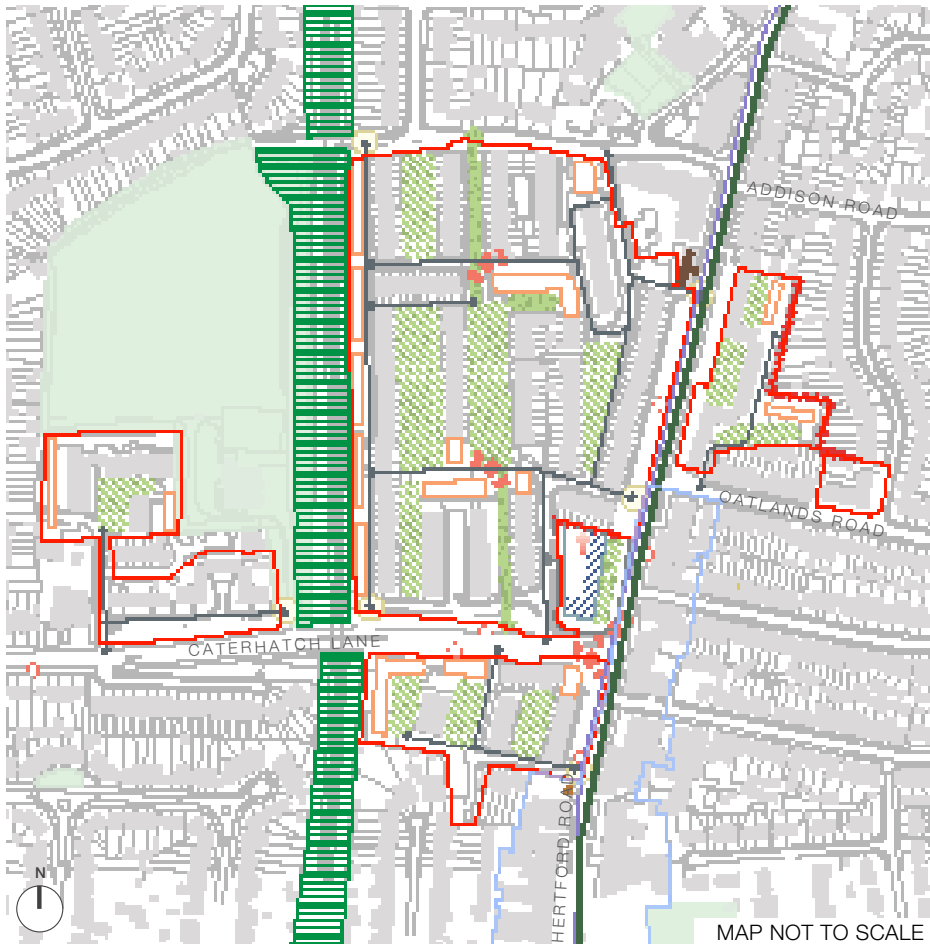 ADDISON ROAD
OATLANDS ROAD
CATERHATCH LANE
HERTFORD ROAD
N
MAP NOT TO SCALE